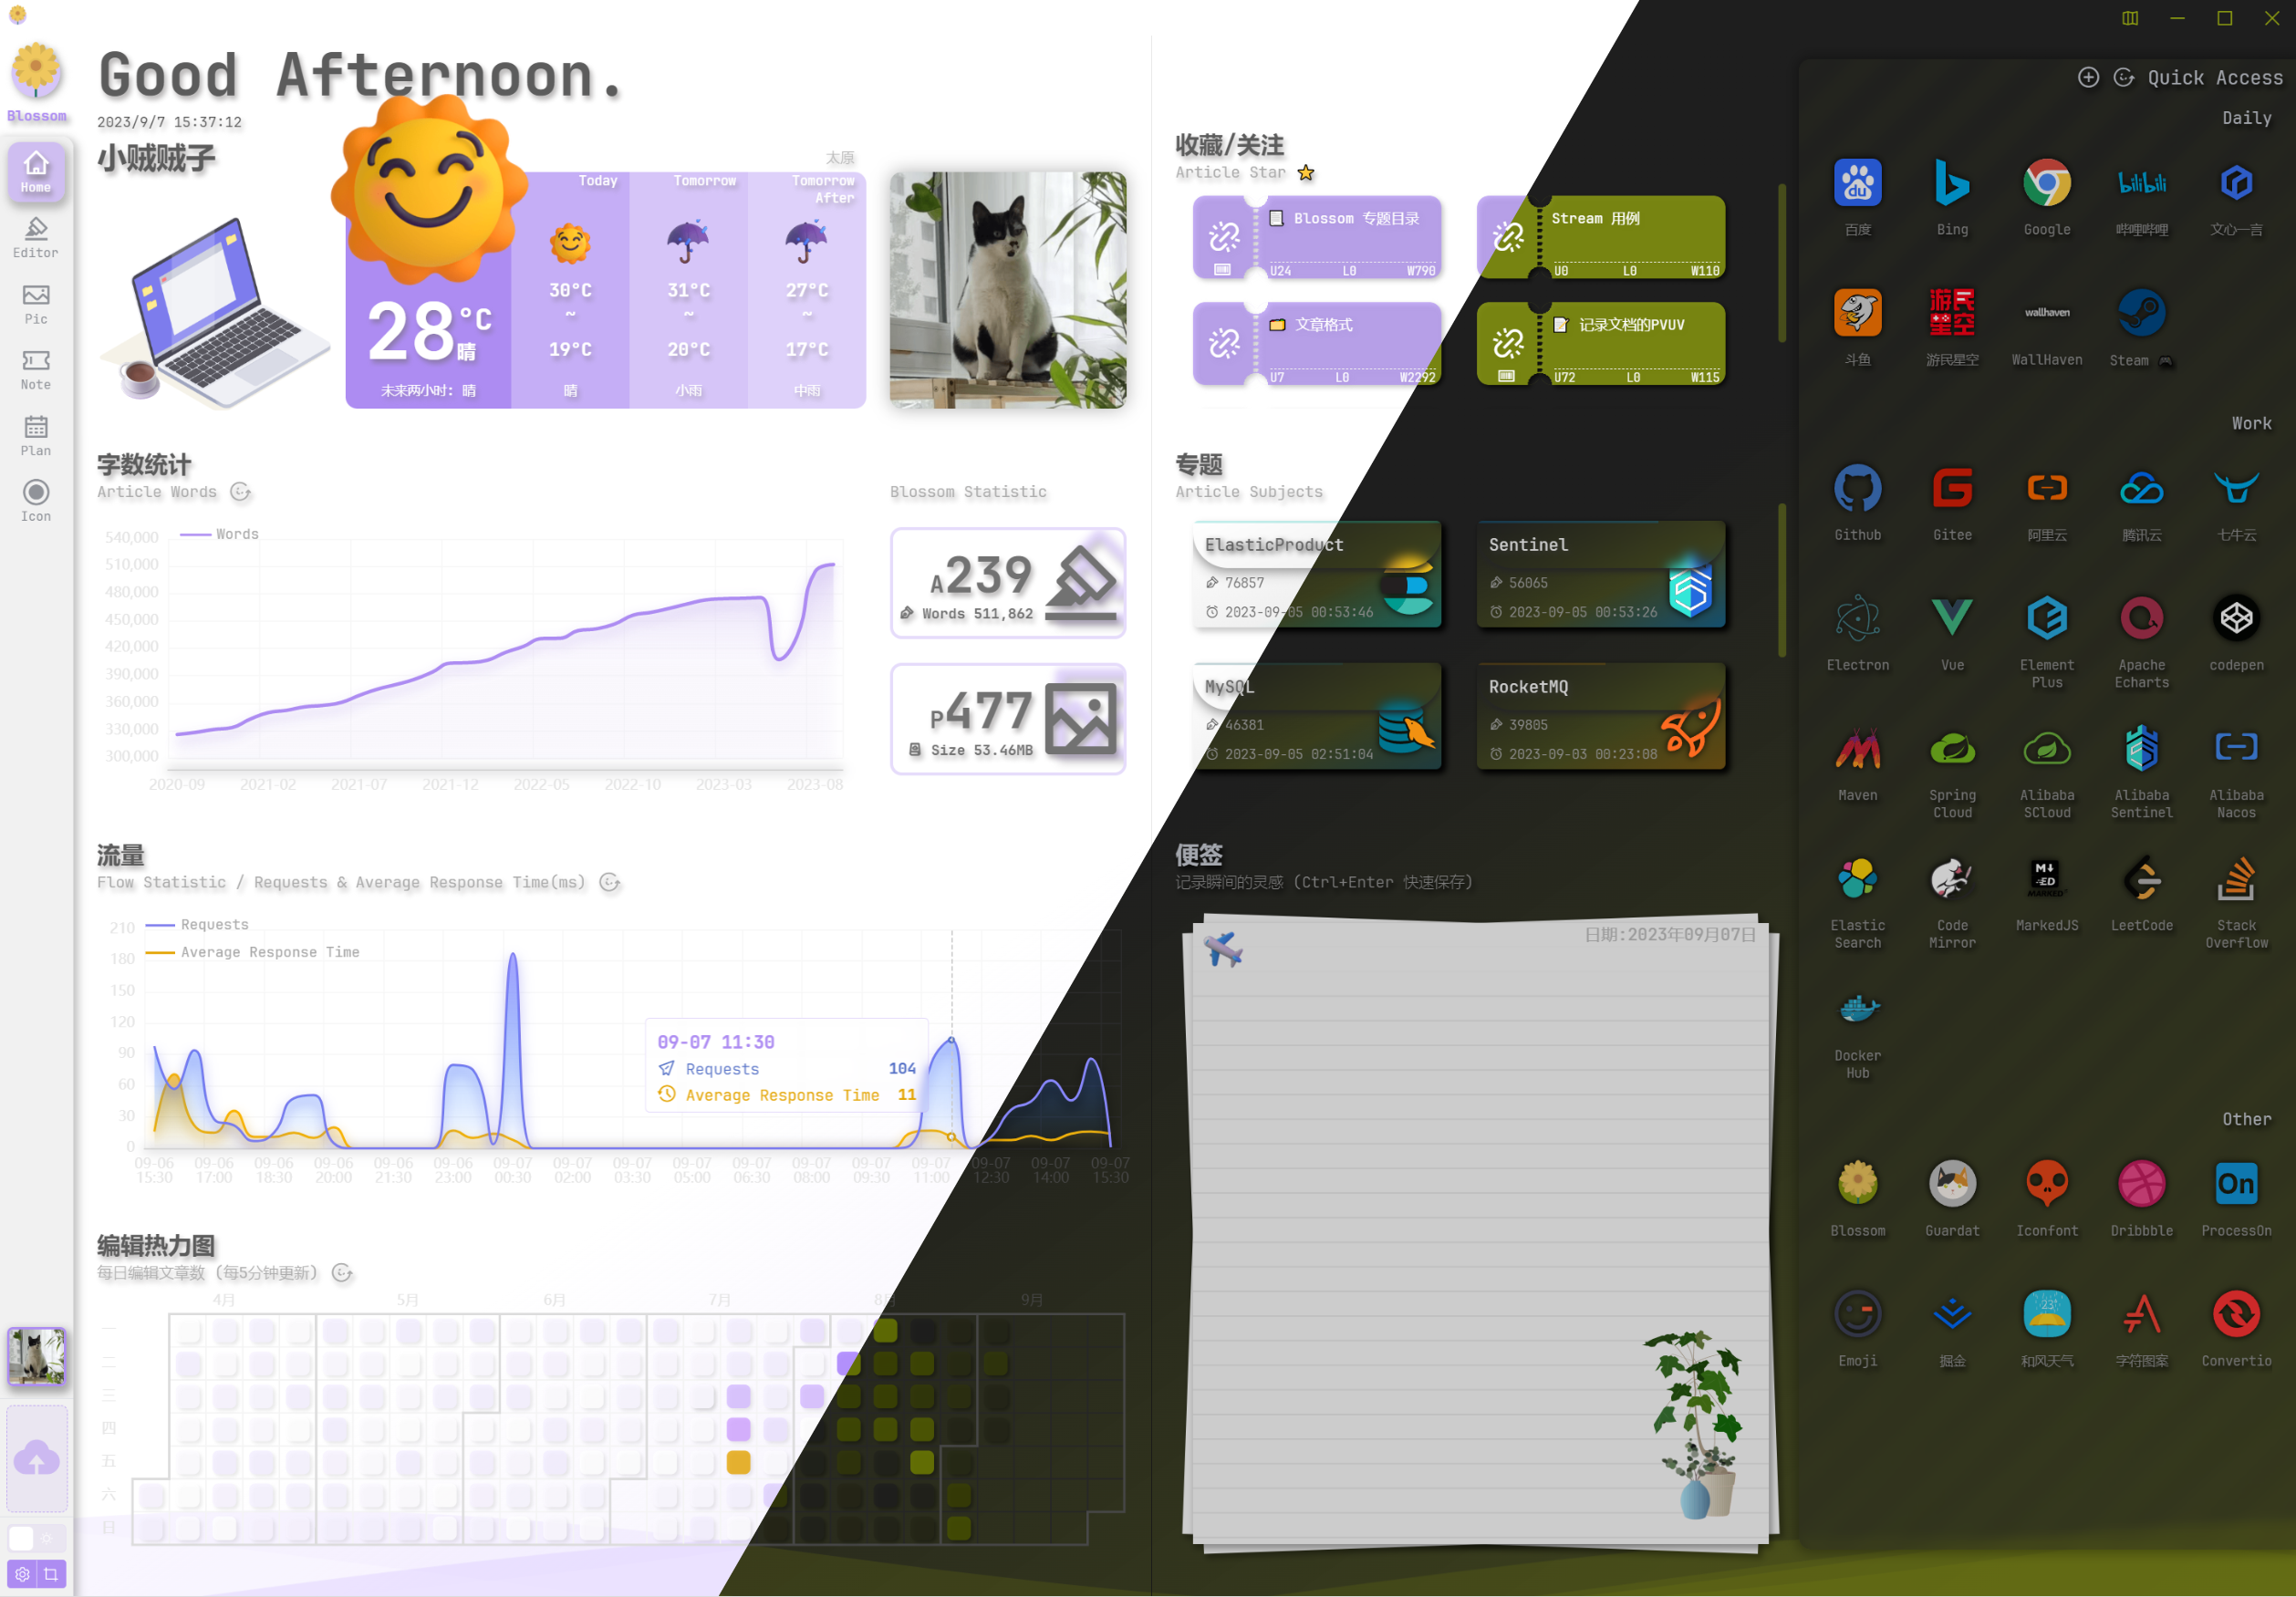 Blossom
Home
Editor
Pic
Note
Plan
Icon
Good Afternoon.
2023/9/7 15:37:12
小贼贼子
太原
28°C晴
未来两小时: 晴
Today
30°C
~
19°C
晴
Tomorrow
31°C
~
20°C
小雨
Tomorrow
After
27°C
~
17°C
中雨
字数统计
Article Words
Words
540,000
510,000
480,000
450,000
420,000
390,000
360,000
330,000
300,000
2020-09 2021-02 2021-07 2021-12 2022-05 2022-10 2023-03 2023-08
Blossom Statistic
A239
Words 511,862
P477
Size 53.46MB
流量
Flow Statistic / Requests & Average Response Time(ms)
Requests
Average Response Time
210
180
150
120
90
60
30
0
09-06 09-06 09-06 09-06 09-06 09-06 09-07 09-07 09-07 09-07 09-07 09-07 09-07 09-07 09-07 09-07 09-07
15:30 17:00 18:30 20:00 21:30 23:00 00:30 02:00 03:30 05:00 06:30 08:00 09:30 11:00 12:30 14:00 15:30
09-07 11:30
Requests 104
Average Response Time 11
编辑热力图
每日编辑文章数 (每5分钟更新)
4月 5月 6月 7月 8月 9月
一
二
三
四
五
六
日
收藏/关注
Article Star
Blossom 专题目录
U24 L0 W790
Stream 用例
U0 L0 W110
文章格式
U7 L0 W2292
记录文档的PVUV
U72 L0 W115
专题
Article Subjects
ElasticProduct
76857
2023-09-05 00:53:46
Sentinel
56065
2023-09-05 00:53:26
MySQL
46381
2023-09-05 02:51:04
RocketMQ
39805
2023-09-03 00:23:08
便签
记录瞬间的灵感 (Ctrl+Enter 快速保存)
日期:2023年09月07日
Quick Access
Daily
du
bilibili
百度 Bing Google 哔哩哔哩 文心一言
游民星空
wallhaven
斗鱼 游民星空 WallHaven Steam
Work
Github Gitee 阿里云 腾讯云 七牛云
Electron Vue Element Plus Apache Echarts codepen
Maven Spring Cloud Alibaba SCloud Alibaba Sentinel Alibaba Nacos
M↓
ED
MARKED
Elastic Search Code Mirror MarkedJS LeetCode Stack Overflow
Docker Hub
Other
On
Blossom Guardat Iconfont Dribbble ProcessOn
23°
Emoji 掘金 和风天气 字符图案 Convertio